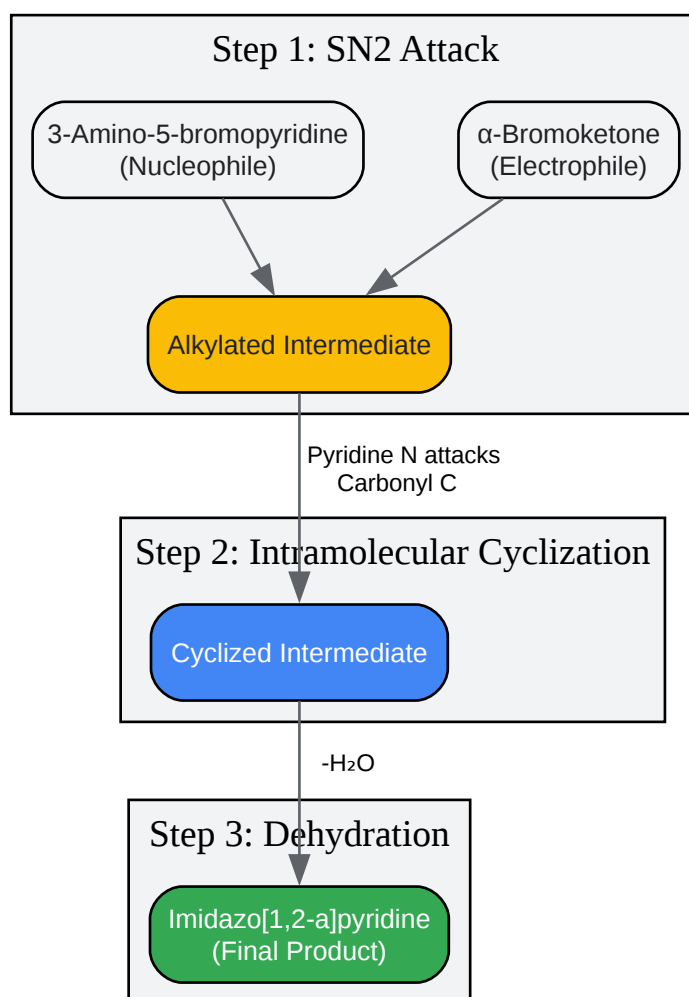 Step 1: SN2 Attack
3-Amino-5-bromopyridine
(Nucleophile)
α-Bromoketone
(Electrophile)
Alkylated Intermediate
Pyridine N attacks
Carbonyl C
Step 2: Intramolecular Cyclization
Cyclized Intermediate
-H₂O
Step 3: Dehydration
Imidazo[1,2-a]pyridine
(Final Product)